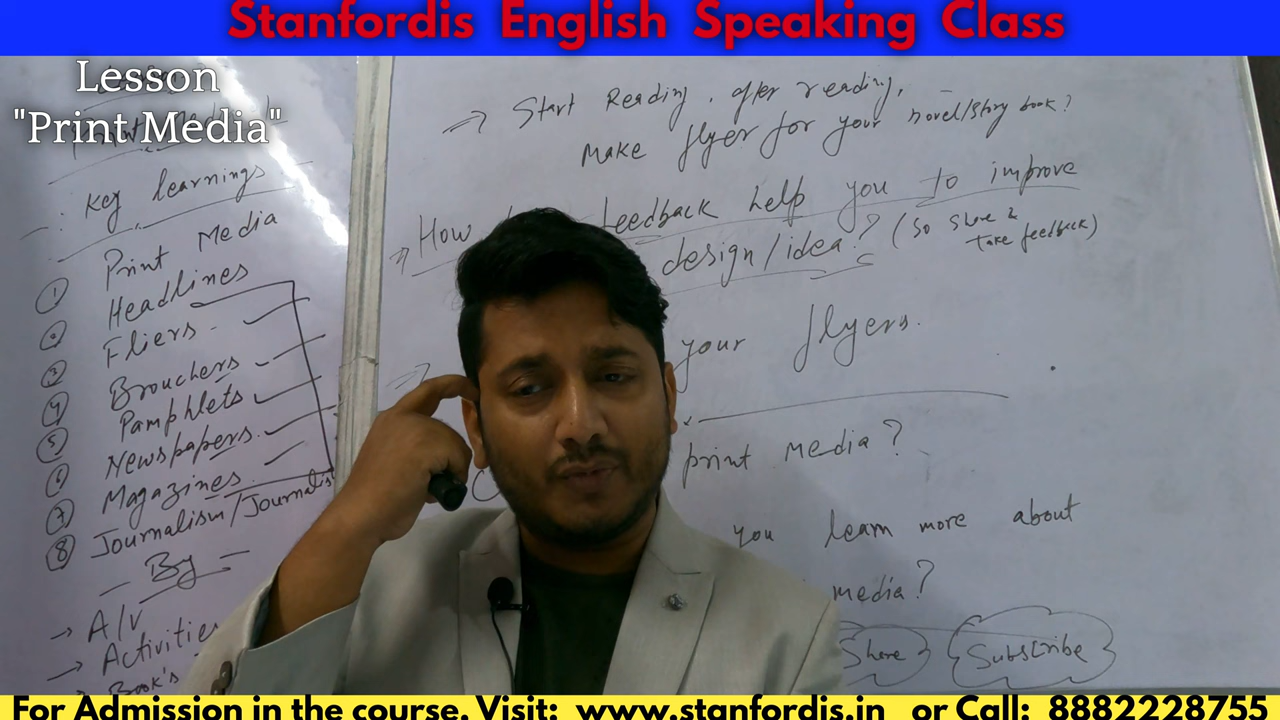 Stanfordis English Speaking Class
Lesson
"Print Media"
Key learnings
① Print Media
② Headlines
③ Fliers
④ Brouchers
⑤ Pamphlets
⑥ Newspapers
⑦ Magazines
⑧ Journalism/Journalis
By
→ A/V
→ Activities
Book's
→ Start Reading, after reading,
Make flyer for your novel/story book?
→ How feedback help you to improve
design/idea? (So Share &
Take feedback)
your flyers.
print media?
you learn more about
media?
Share Subscribe
For Admission in the course, Visit: www.stanfordis.in or Call: 8882228755